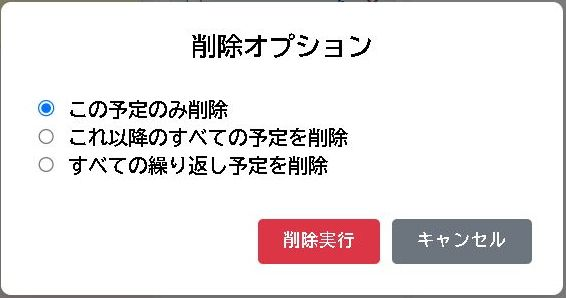 削除オプション
この予定のみ削除
これ以降のすべての予定を削除
すべての繰り返し予定を削除
削除実行
キャンセル